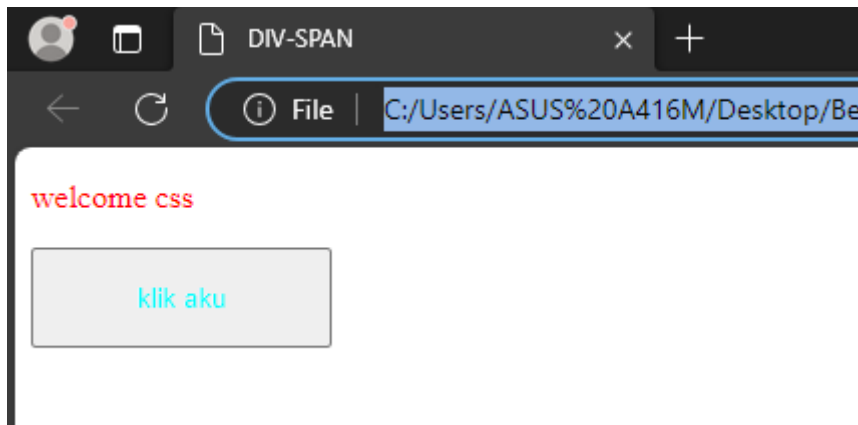 DIV-SPAN
File C:/Users/ASUS%20A416M/Desktop/Be
welcome css
klik aku